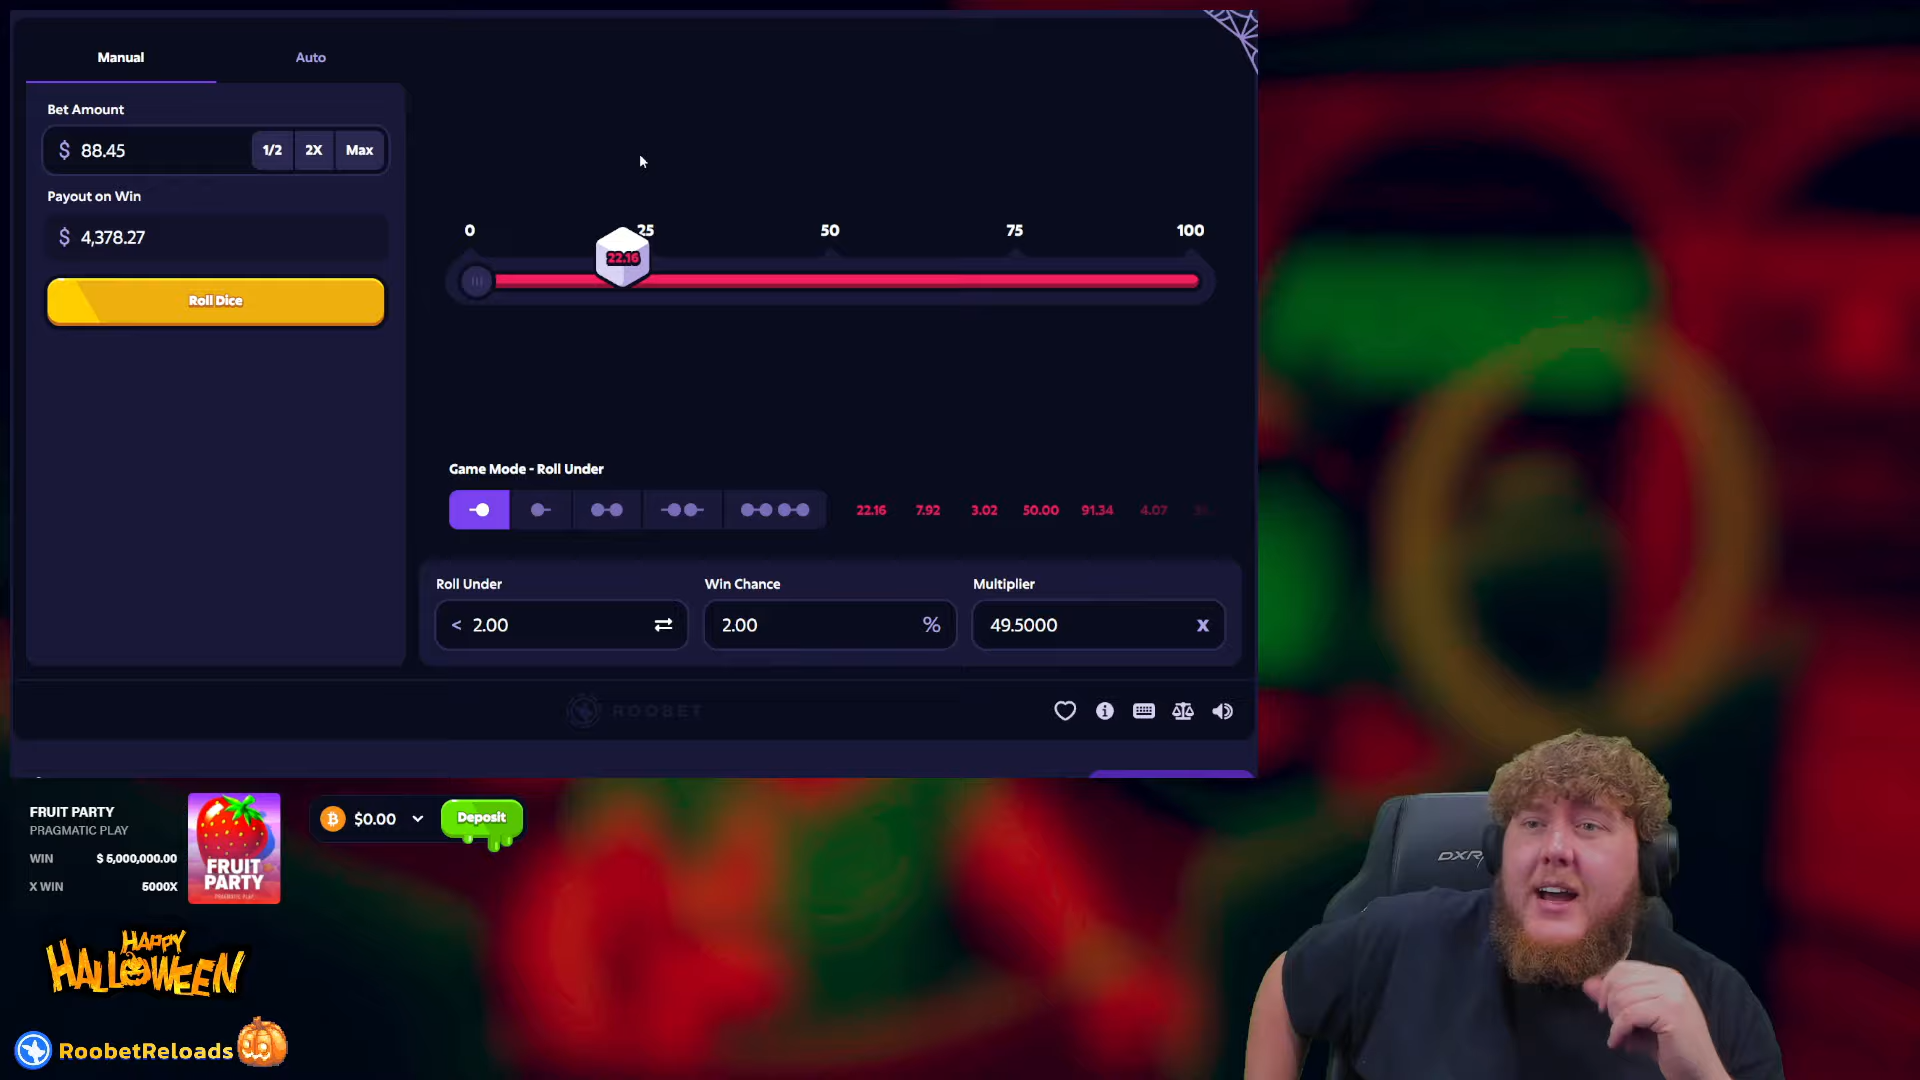 Manual
Auto
Bet Amount
$ 88.45
1/2
2X
Max
Payout on Win
$ 4,378.27
Roll Dice
0
25
50
75
100
22.16
Game Mode - Roll Under
22.16
7.92
3.02
50.00
91.34
4.07
Roll Under
Win Chance
Multiplier
< 2.00
2.00 %
49.5000 x
ROOBET
FRUIT PARTY
PRAGMATIC PLAY
WIN $ 5,000,000.00
X WIN 5000X
FRUIT
PARTY
PRAGMATIC PLAY
$0.00
Deposit
DXR
HAPPY
HALLOWEEN
RoobetReloads